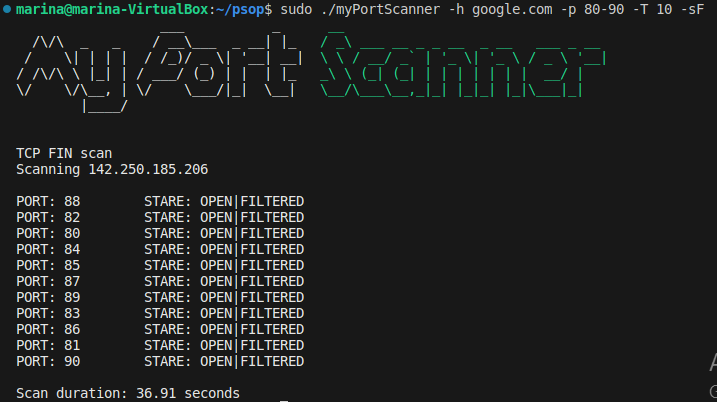 marina@marina-VirtualBox:~/psop$ sudo ./myPortScanner -h google.com -p 80-90 -T 10 -sF
My Port Scanner
TCP FIN scan
Scanning 142.250.185.206
PORT: 88 STARE: OPEN|FILTERED
PORT: 82 STARE: OPEN|FILTERED
PORT: 80 STARE: OPEN|FILTERED
PORT: 84 STARE: OPEN|FILTERED
PORT: 85 STARE: OPEN|FILTERED
PORT: 87 STARE: OPEN|FILTERED
PORT: 89 STARE: OPEN|FILTERED
PORT: 83 STARE: OPEN|FILTERED
PORT: 86 STARE: OPEN|FILTERED
PORT: 81 STARE: OPEN|FILTERED
PORT: 90 STARE: OPEN|FILTERED
Scan duration: 36.91 seconds